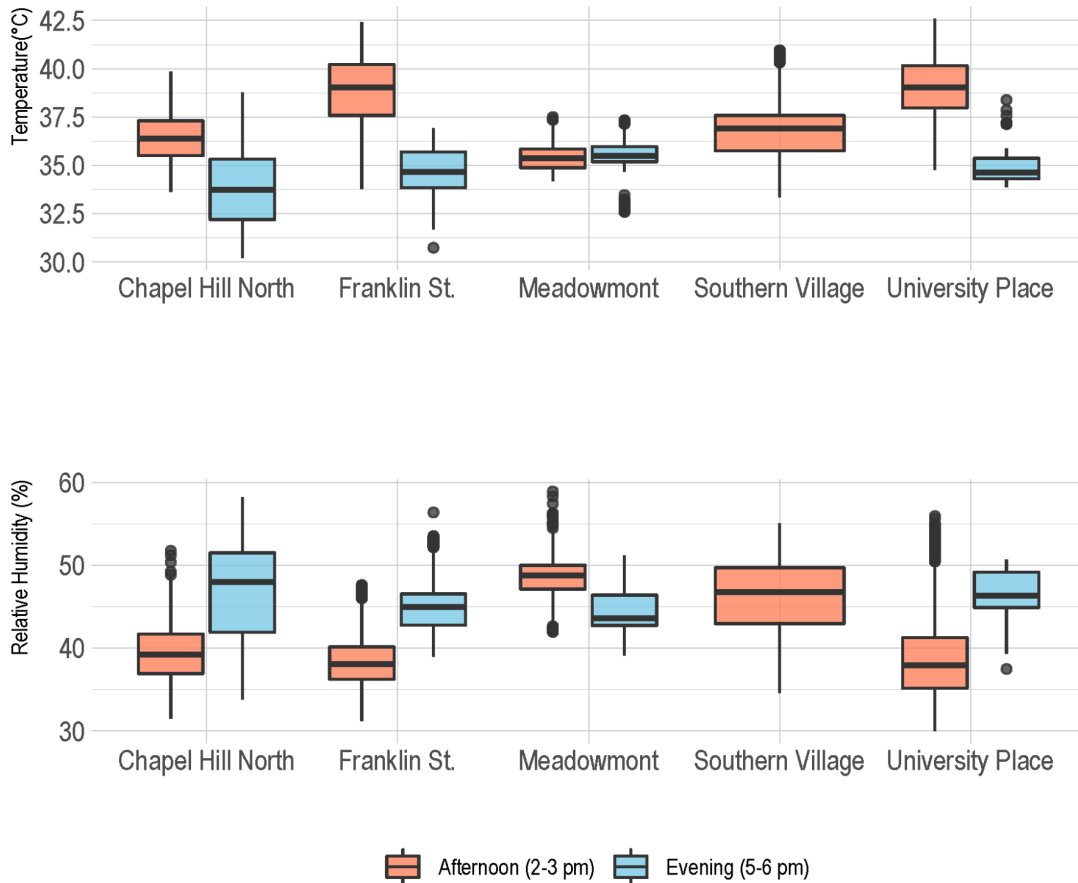 Temperature(°C)
42.5
40.0
37.5
35.0
32.5
30.0
Chapel Hill North Franklin St. Meadowmont Southern Village University Place
Relative Humidity (%)
60
50
40
30
Chapel Hill North Franklin St. Meadowmont Southern Village University Place
Afternoon (2-3 pm) Evening (5-6 pm)